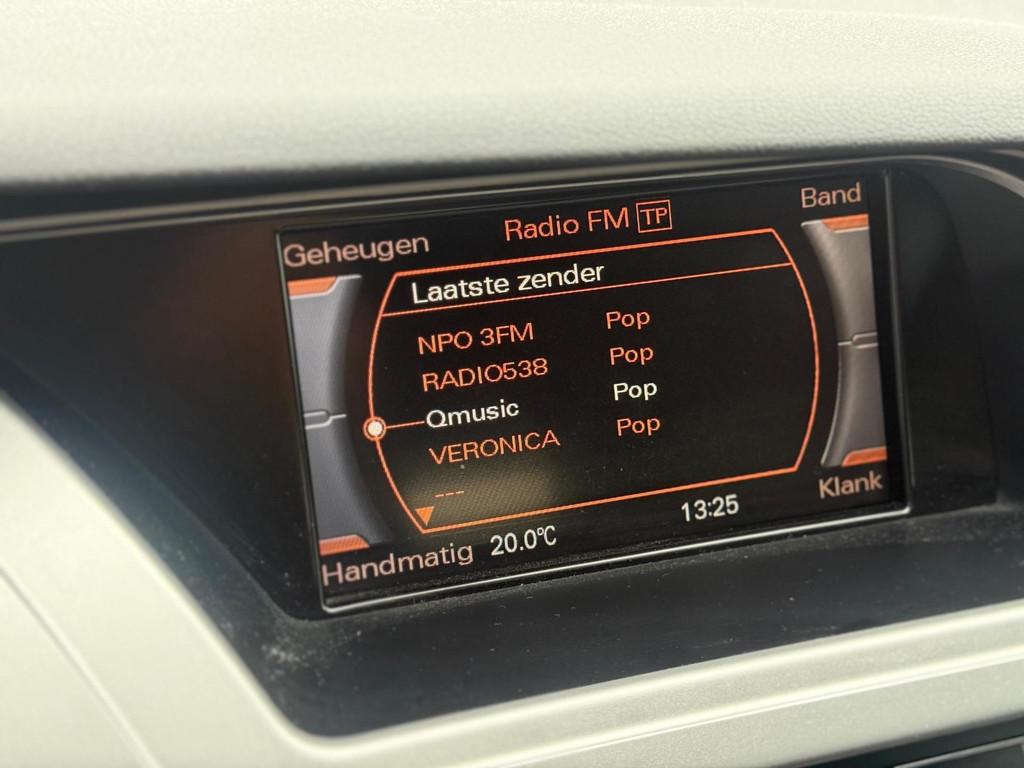 Geheugen
Radio FM TP
Band
Laatste zender
NPO 3FM Pop
RADIO538 Pop
Qmusic Pop
VERONICA Pop
---
Handmatig
20.0°C
13:25
Klank